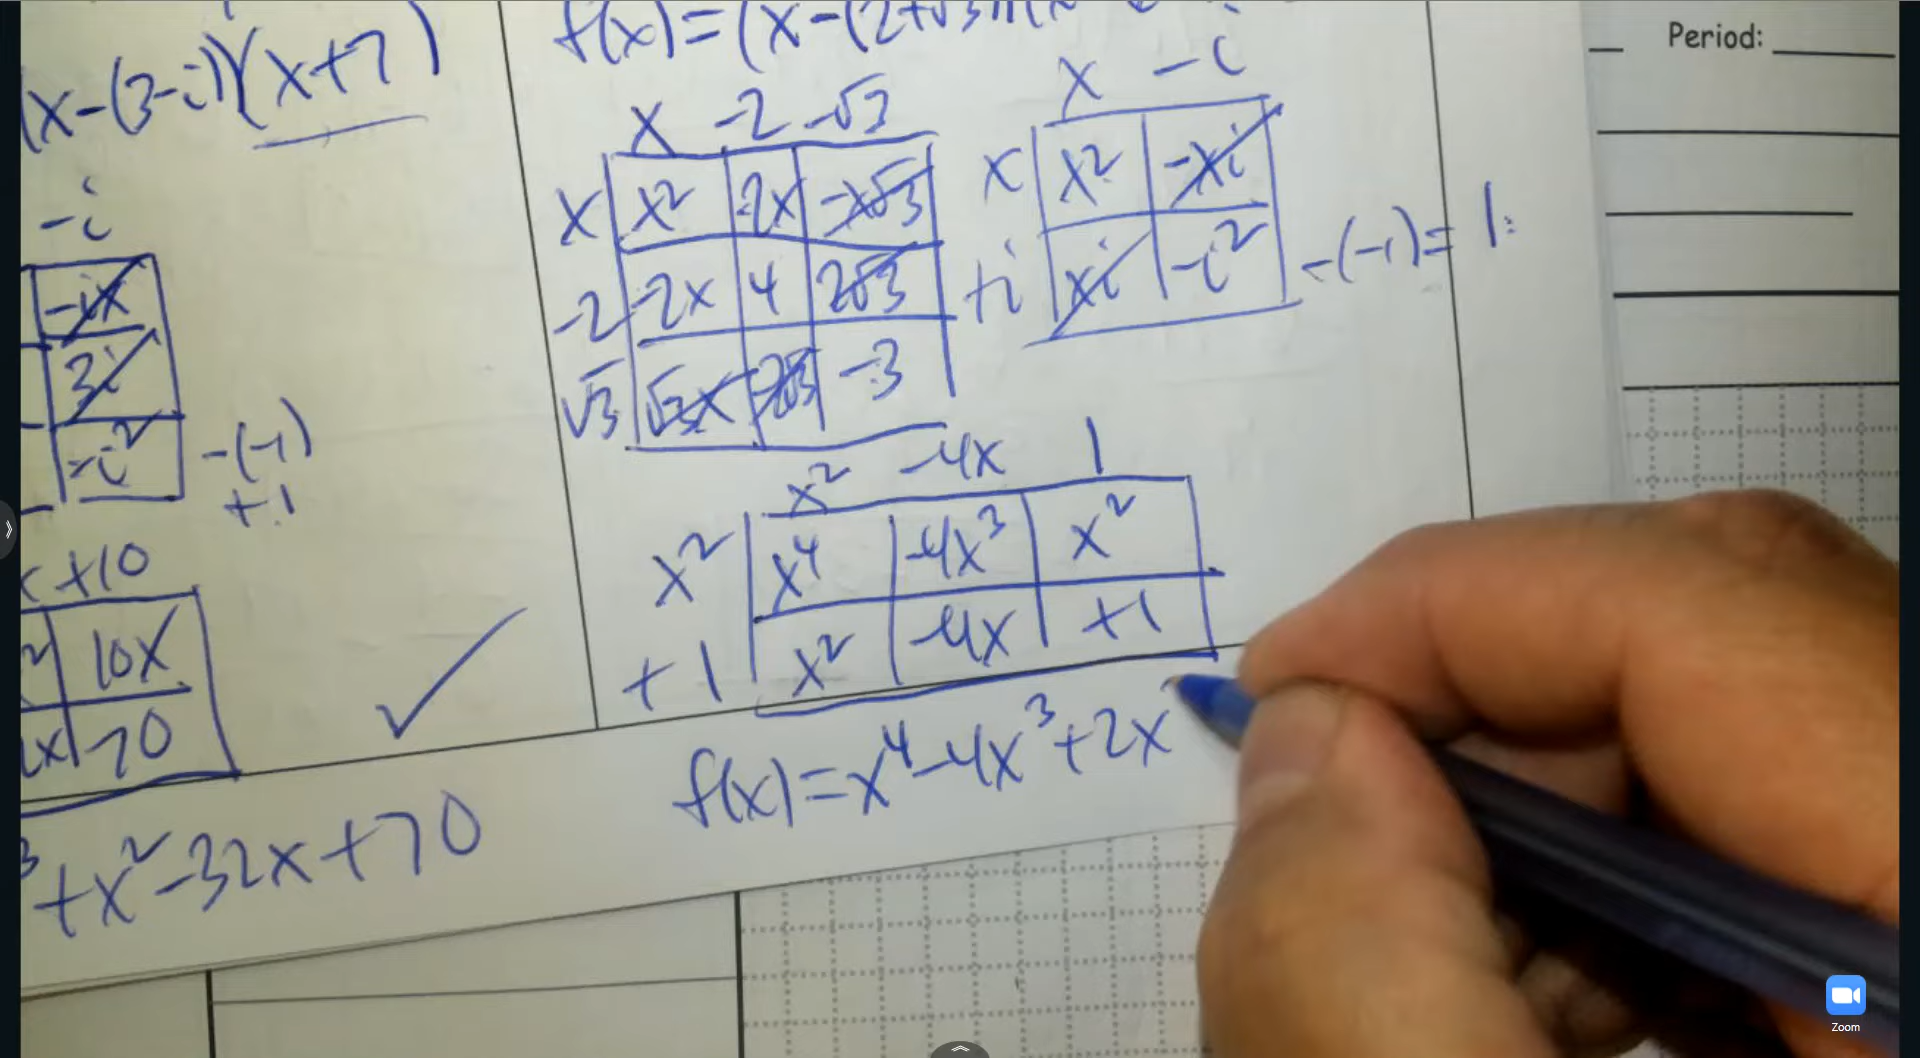 (x-(3-i)(x+7)
-i
-ix
3i
-i² -(-1)
+1
x +10
10x
70
³+x²-32x+70
f(x)=(x-(2+√3
x -2 -√3
x x² -2x -x√3
-2 -2x 4 2√3
√3 √3x -2√3 -3
x -i
x x² -xi
+i xi -i² -(-1)= 1
x² -4x 1
x² x⁴ -4x³ x²
+1 x² -4x +1
f(x)=x⁴-4x³+2x
Period:
Zoom